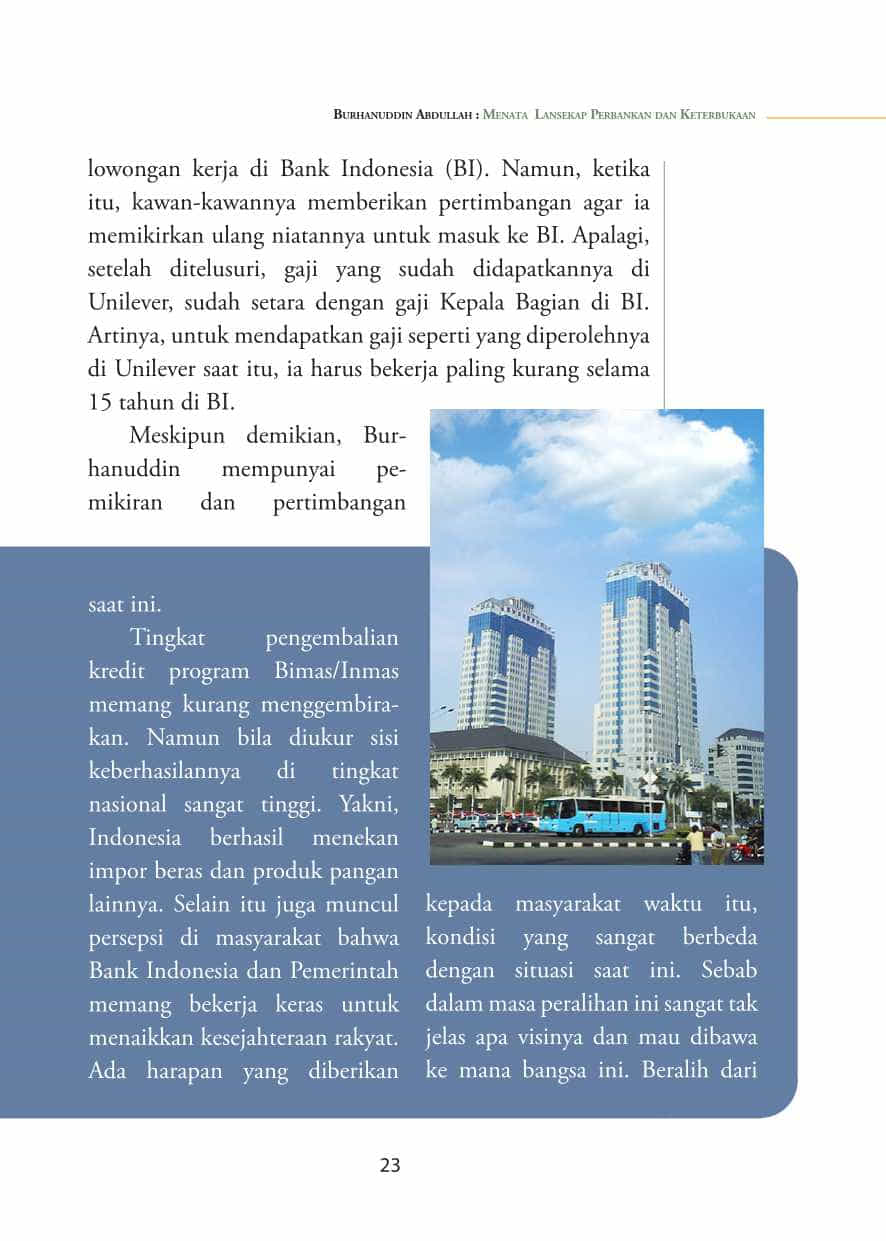 Burhanuddin Abdullah : Menata Lansekap Perbankan dan Keterbukaan
lowongan kerja di Bank Indonesia (BI). Namun, ketika
itu, kawan-kawannya memberikan pertimbangan agar ia
memikirkan ulang niatannya untuk masuk ke BI. Apalagi,
setelah ditelusuri, gaji yang sudah didapatkannya di
Unilever, sudah setara dengan gaji Kepala Bagian di BI.
Artinya, untuk mendapatkan gaji seperti yang diperolehnya
di Unilever saat itu, ia harus bekerja paling kurang selama
15 tahun di BI.
Meskipun demikian, Bur-
hanuddin mempunyai pe-
mikiran dan pertimbangan
saat ini.
Tingkat pengembalian
kredit program Bimas/Inmas
memang kurang menggembira-
kan. Namun bila diukur sisi
keberhasilannya di tingkat
nasional sangat tinggi. Yakni,
Indonesia berhasil menekan
impor beras dan produk pangan
lainnya. Selain itu juga muncul
persepsi di masyarakat bahwa
Bank Indonesia dan Pemerintah
memang bekerja keras untuk
menaikkan kesejahteraan rakyat.
Ada harapan yang diberikan
kepada masyarakat waktu itu,
kondisi yang sangat berbeda
dengan situasi saat ini. Sebab
dalam masa peralihan ini sangat tak
jelas apa visinya dan mau dibawa
ke mana bangsa ini. Beralih dari
23